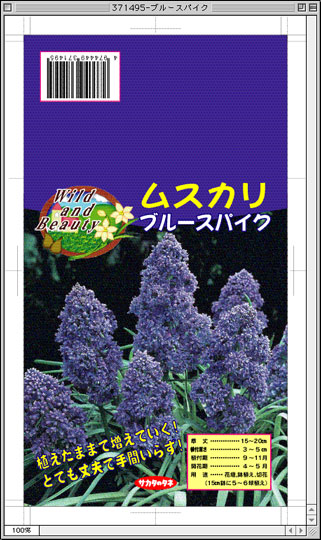 371495-ブルースパイク
4 974449 371495
Wild
and
Beauty
ムスカリ
ブルースパイク
植えたままで増えていく!
とても丈夫で手間いらず!
サカタのタネ
草　丈 ・・・・・・・・・・ 15〜20cm
植付深さ ・・・・・・・・・・ 3〜5cm
植付期 ・・・・・・・・・・ 9〜11月
開花期 ・・・・・・・・・・ 4〜5月
用　途 ・・・・・ 花壇、鉢植え、切花
(15cm鉢に5〜6球植え)
100%